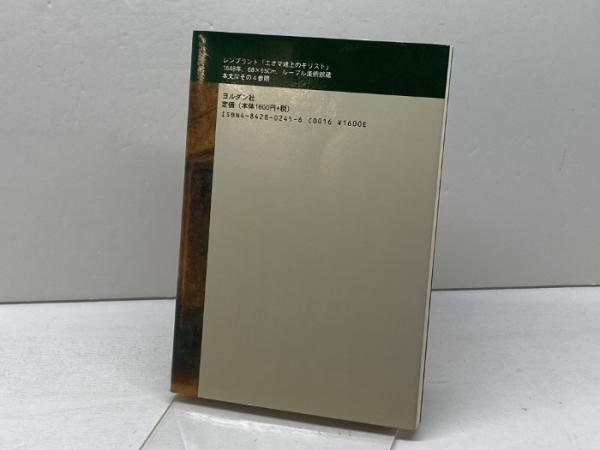 レンブラント「エオマ途上のキリスト」
1648年、68×65cm、ルーブル美術館蔵
本文Ⅳその4参照
ヨルダン社
定価（本体1600円+税）
ISBN4-8428-0245-6 C0016 ¥1600E